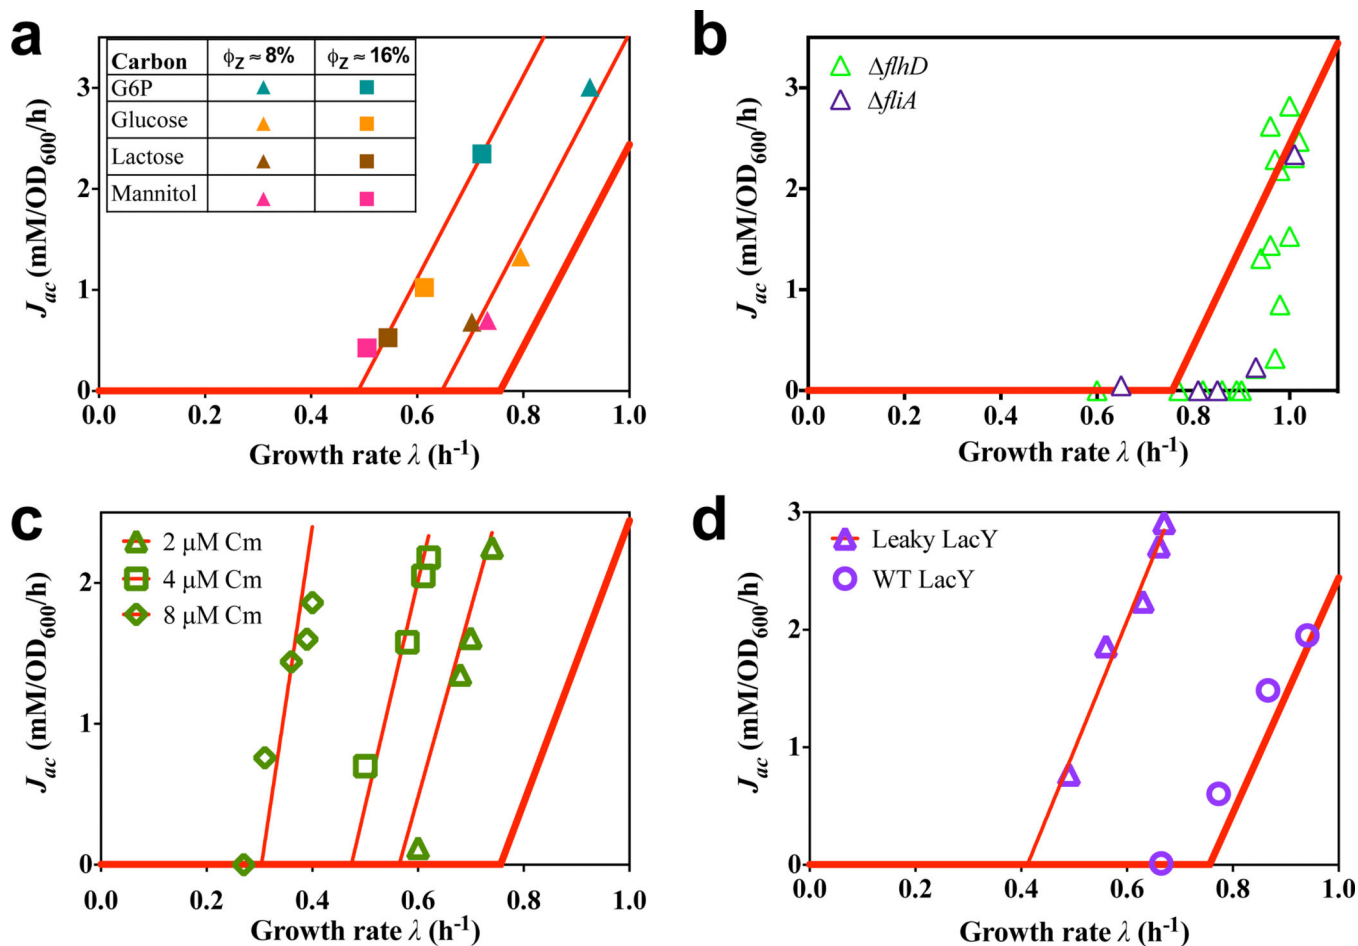 a
Carbon ϕZ ≈ 8% ϕZ ≈ 16%
G6P
Glucose
Lactose
Mannitol
3
2
1
0
0.0 0.2 0.4 0.6 0.8 1.0
Jac (mM/OD600/h)
Growth rate λ (h-1)
b
ΔflhD
ΔfliA
3
2
1
0
0.0 0.2 0.4 0.6 0.8 1.0
Jac (mM/OD600/h)
Growth rate λ (h-1)
c
2 μM Cm
4 μM Cm
8 μM Cm
2
1
0
0.0 0.2 0.4 0.6 0.8 1.0
Jac (mM/OD600/h)
Growth rate λ (h-1)
d
Leaky LacY
WT LacY
3
2
1
0
0.0 0.2 0.4 0.6 0.8 1.0
Jac (mM/OD600/h)
Growth rate λ (h-1)